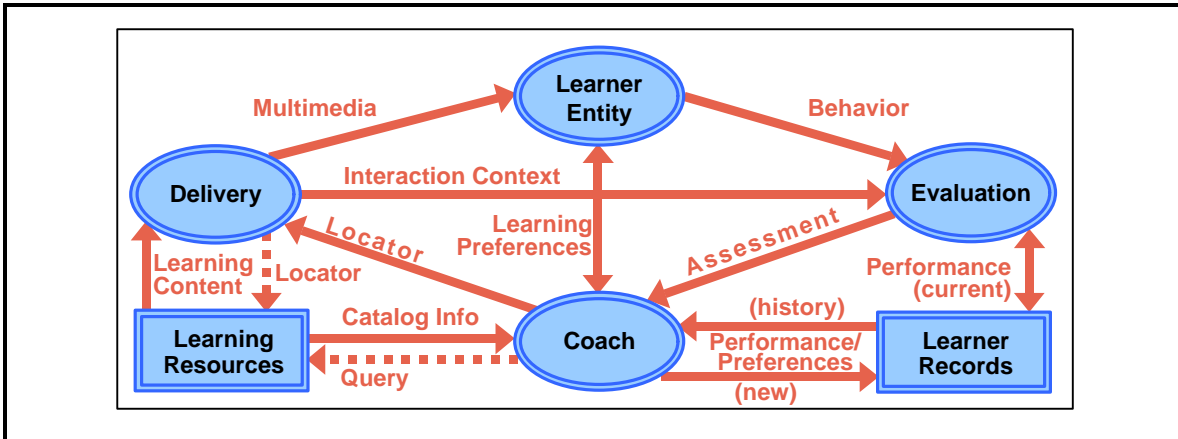 Learner
Entity
Multimedia
Behavior
Delivery
Interaction Context
Evaluation
Locator
Learning
Preferences
Assessment
Learning
Content
Locator
Performance
(current)
Learning
Resources
Catalog Info
Query
Coach
(history)
Performance/
Preferences
(new)
Learner
Records